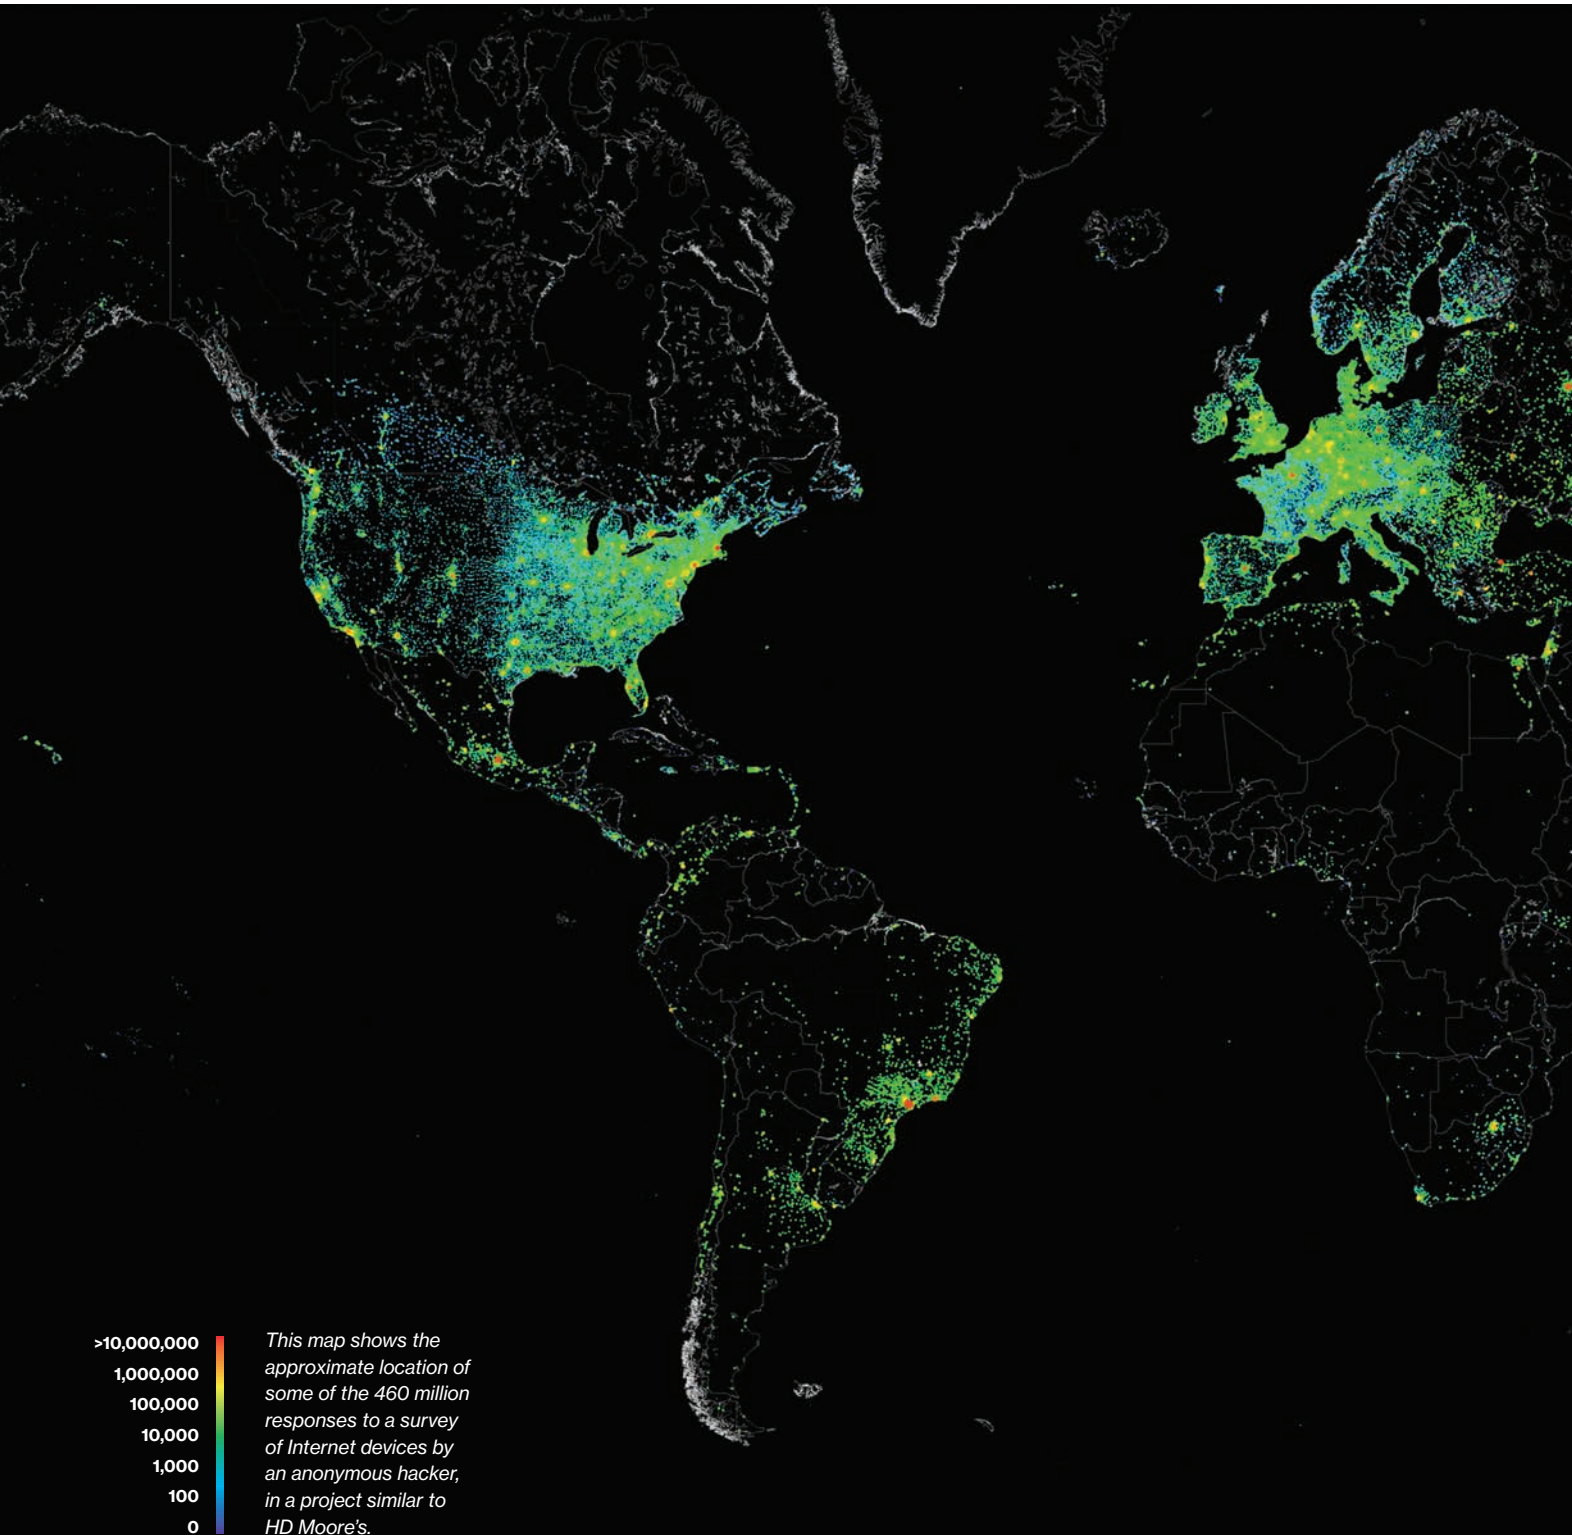 >10,000,000
1,000,000
100,000
10,000
1,000
100
0
This map shows the
approximate location of
some of the 460 million
responses to a survey
of Internet devices by
an anonymous hacker,
in a project similar to
HD Moore's.